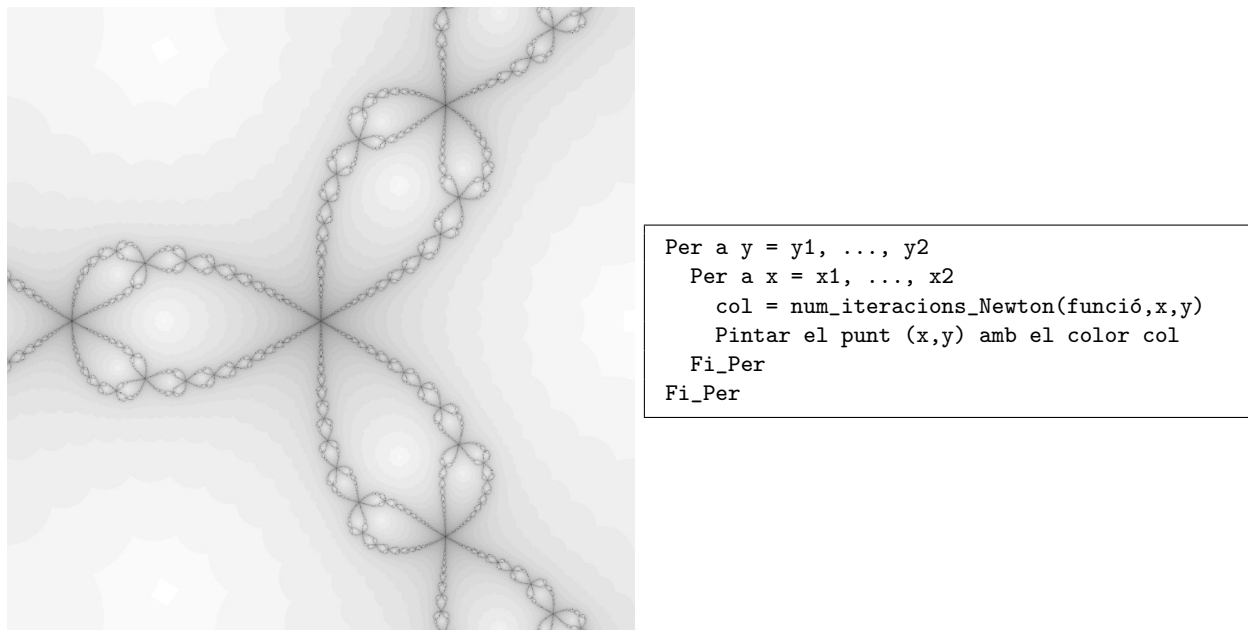 Per a y = y1, ..., y2
  Per a x = x1, ..., x2
    col = num_iteracions_Newton(funció,x,y)
    Pintar el punt (x,y) amb el color col
  Fi_Per
Fi_Per